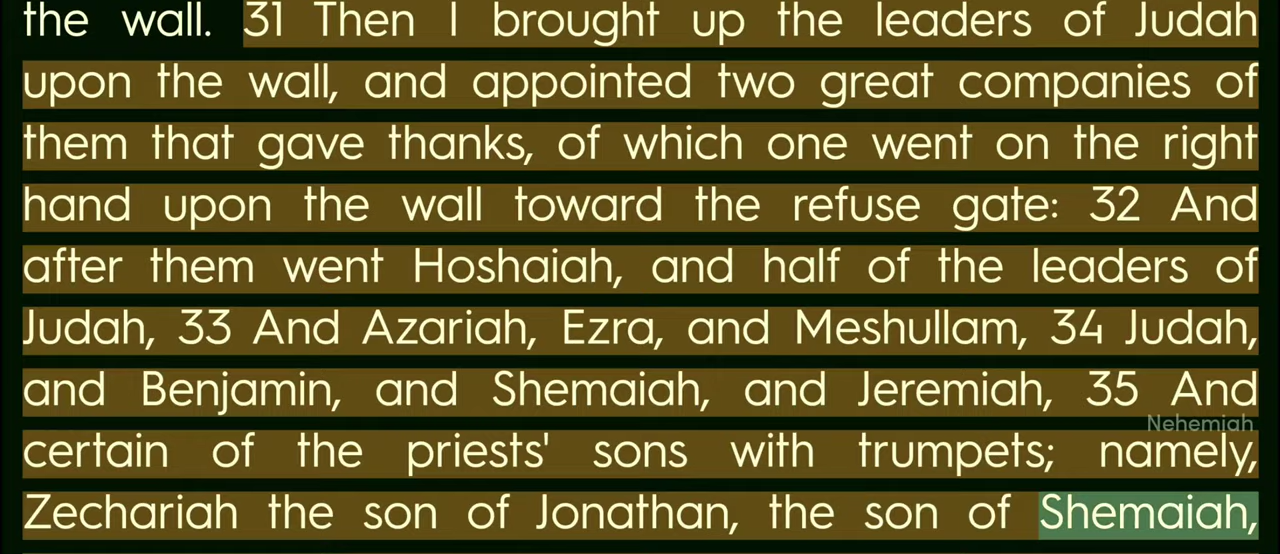 the wall. 31 Then I brought up the leaders of Judah
upon the wall, and appointed two great companies of
them that gave thanks, of which one went on the right
hand upon the wall toward the refuse gate: 32 And
after them went Hoshaiah, and half of the leaders of
Judah, 33 And Azariah, Ezra, and Meshullam, 34 Judah,
and Benjamin, and Shemaiah, and Jeremiah, 35 And
Nehemiah
certain of the priests' sons with trumpets; namely,
Zechariah the son of Jonathan, the son of Shemaiah,